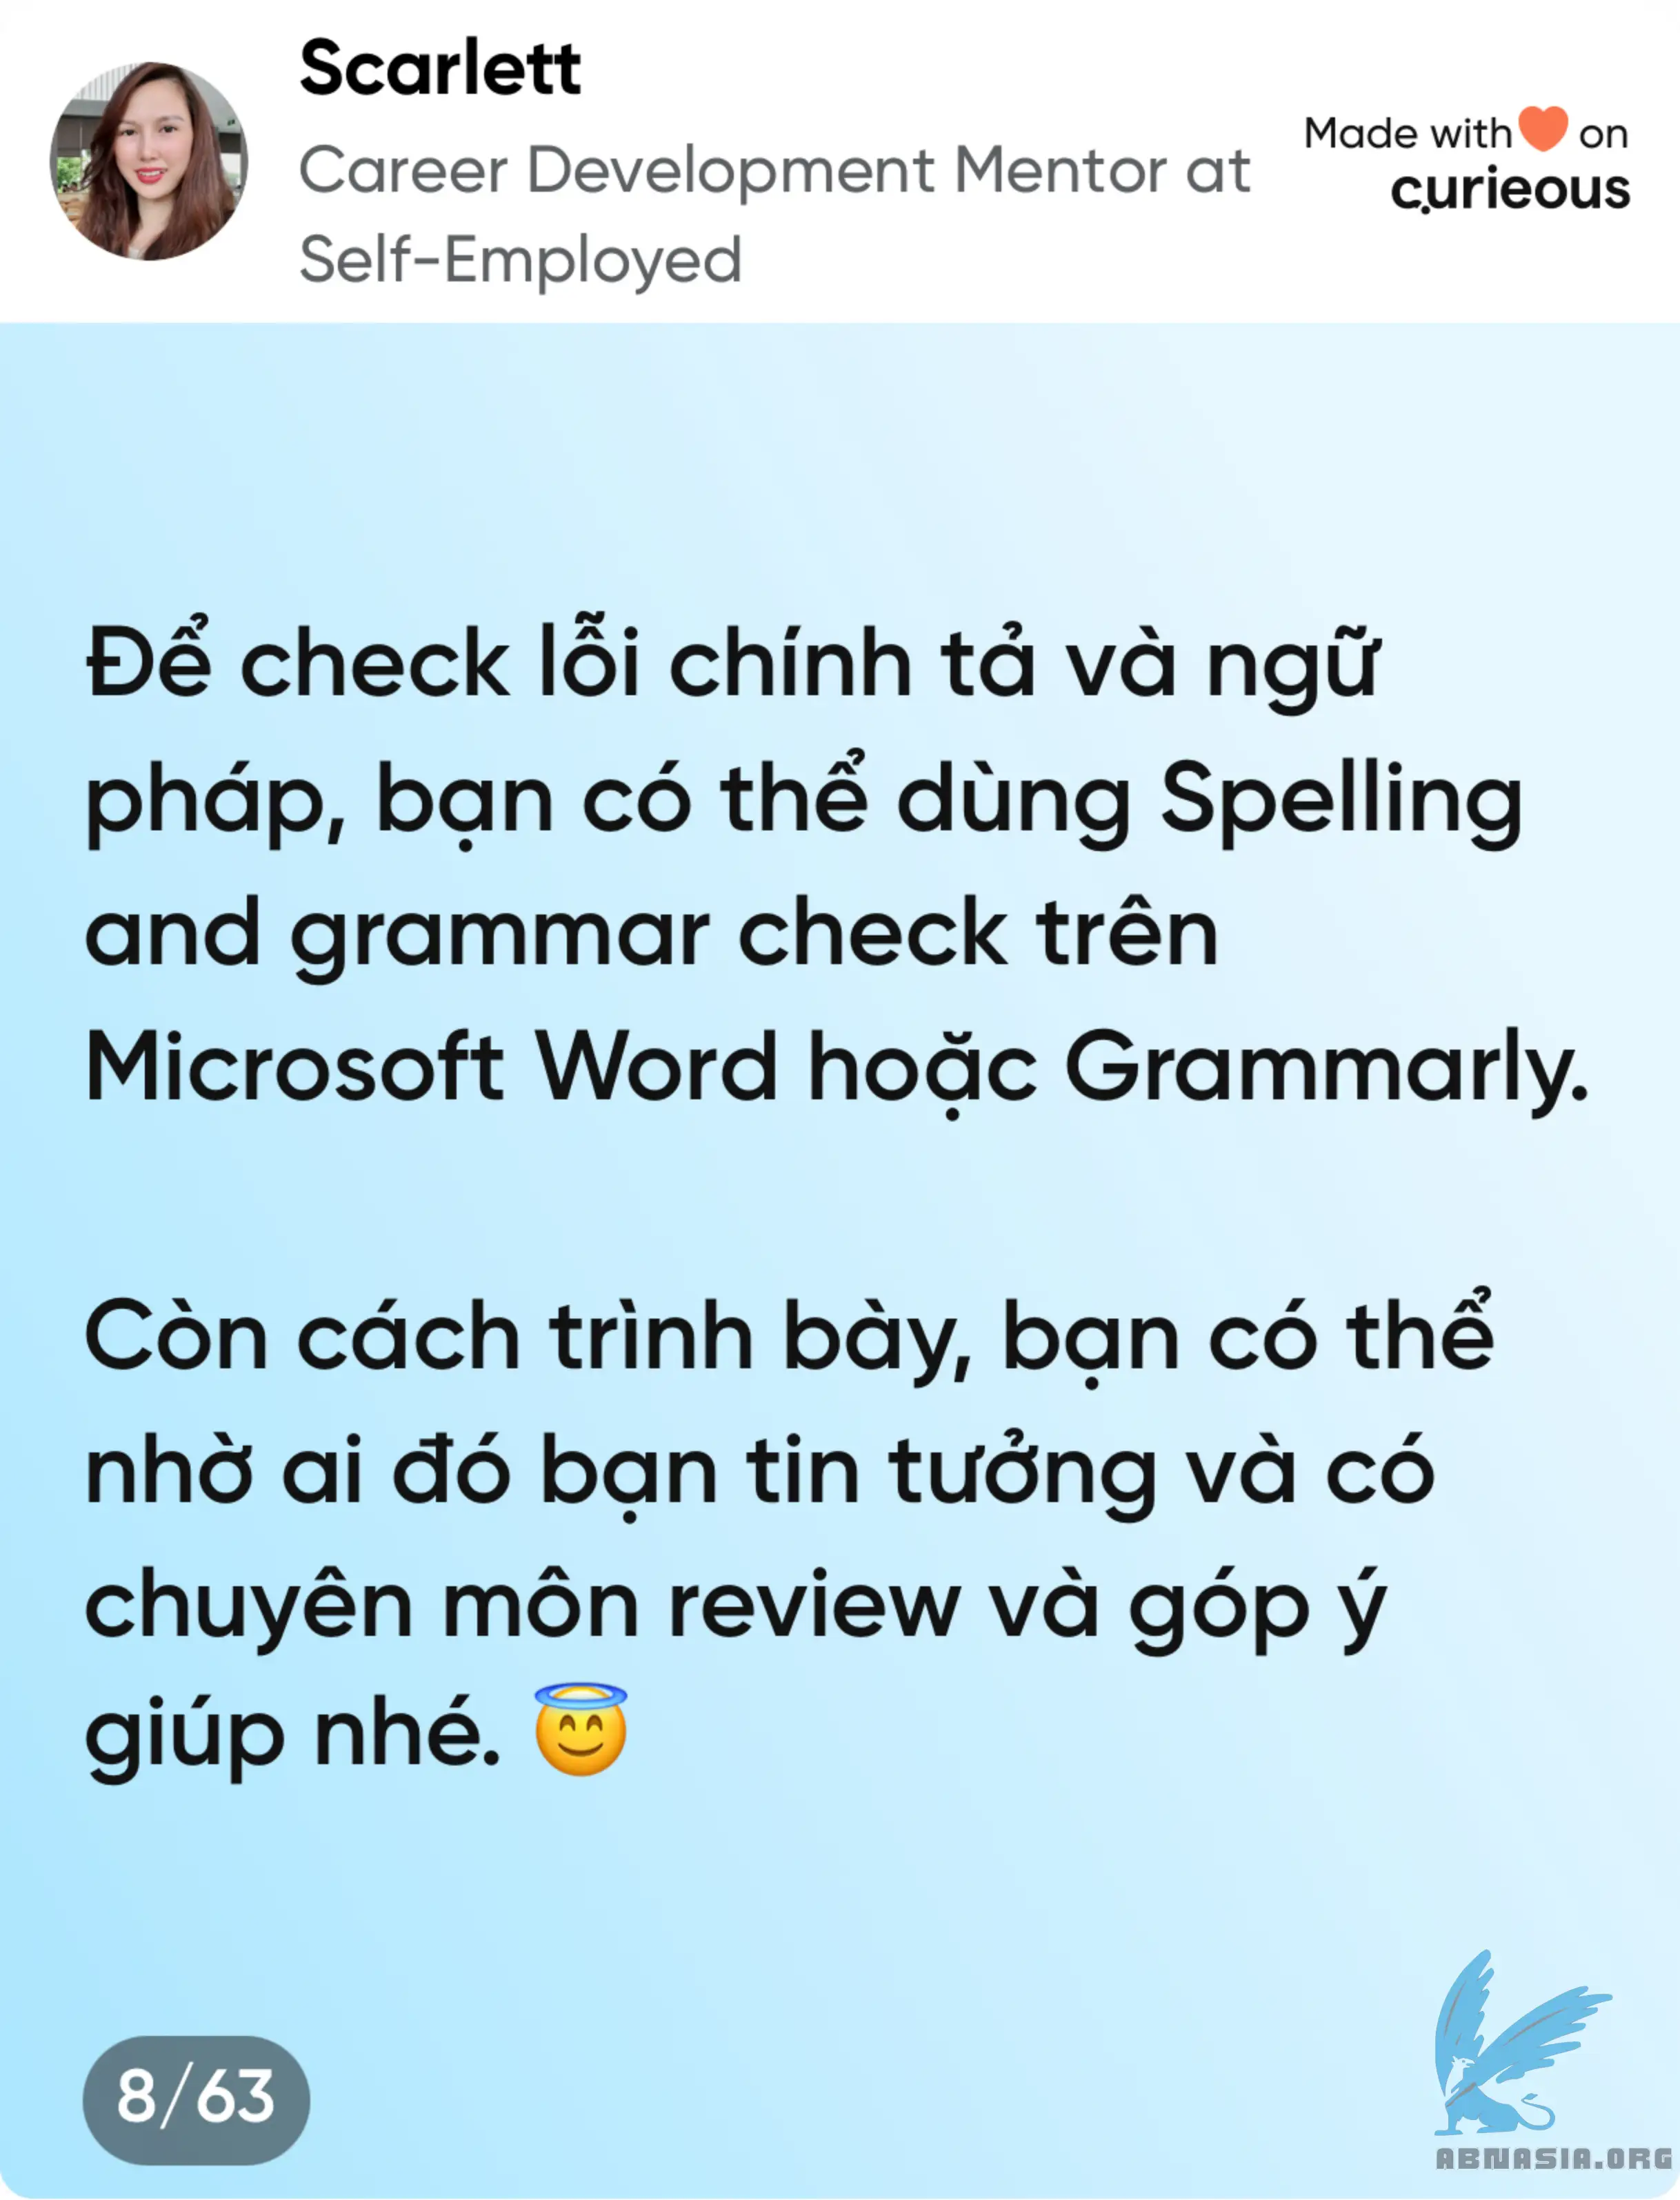 Scarlett
Career Development Mentor at
Self-Employed
Made with🧡on
curieous
Để check lỗi chính tả và ngữ
pháp, bạn có thể dùng Spelling
and grammar check trên
Microsoft Word hoặc Grammarly.
Còn cách trình bày, bạn có thể
nhờ ai đó bạn tin tưởng và có
chuyên môn review và góp ý
giúp nhé. 😇
8/63
ABNASIA.ORG